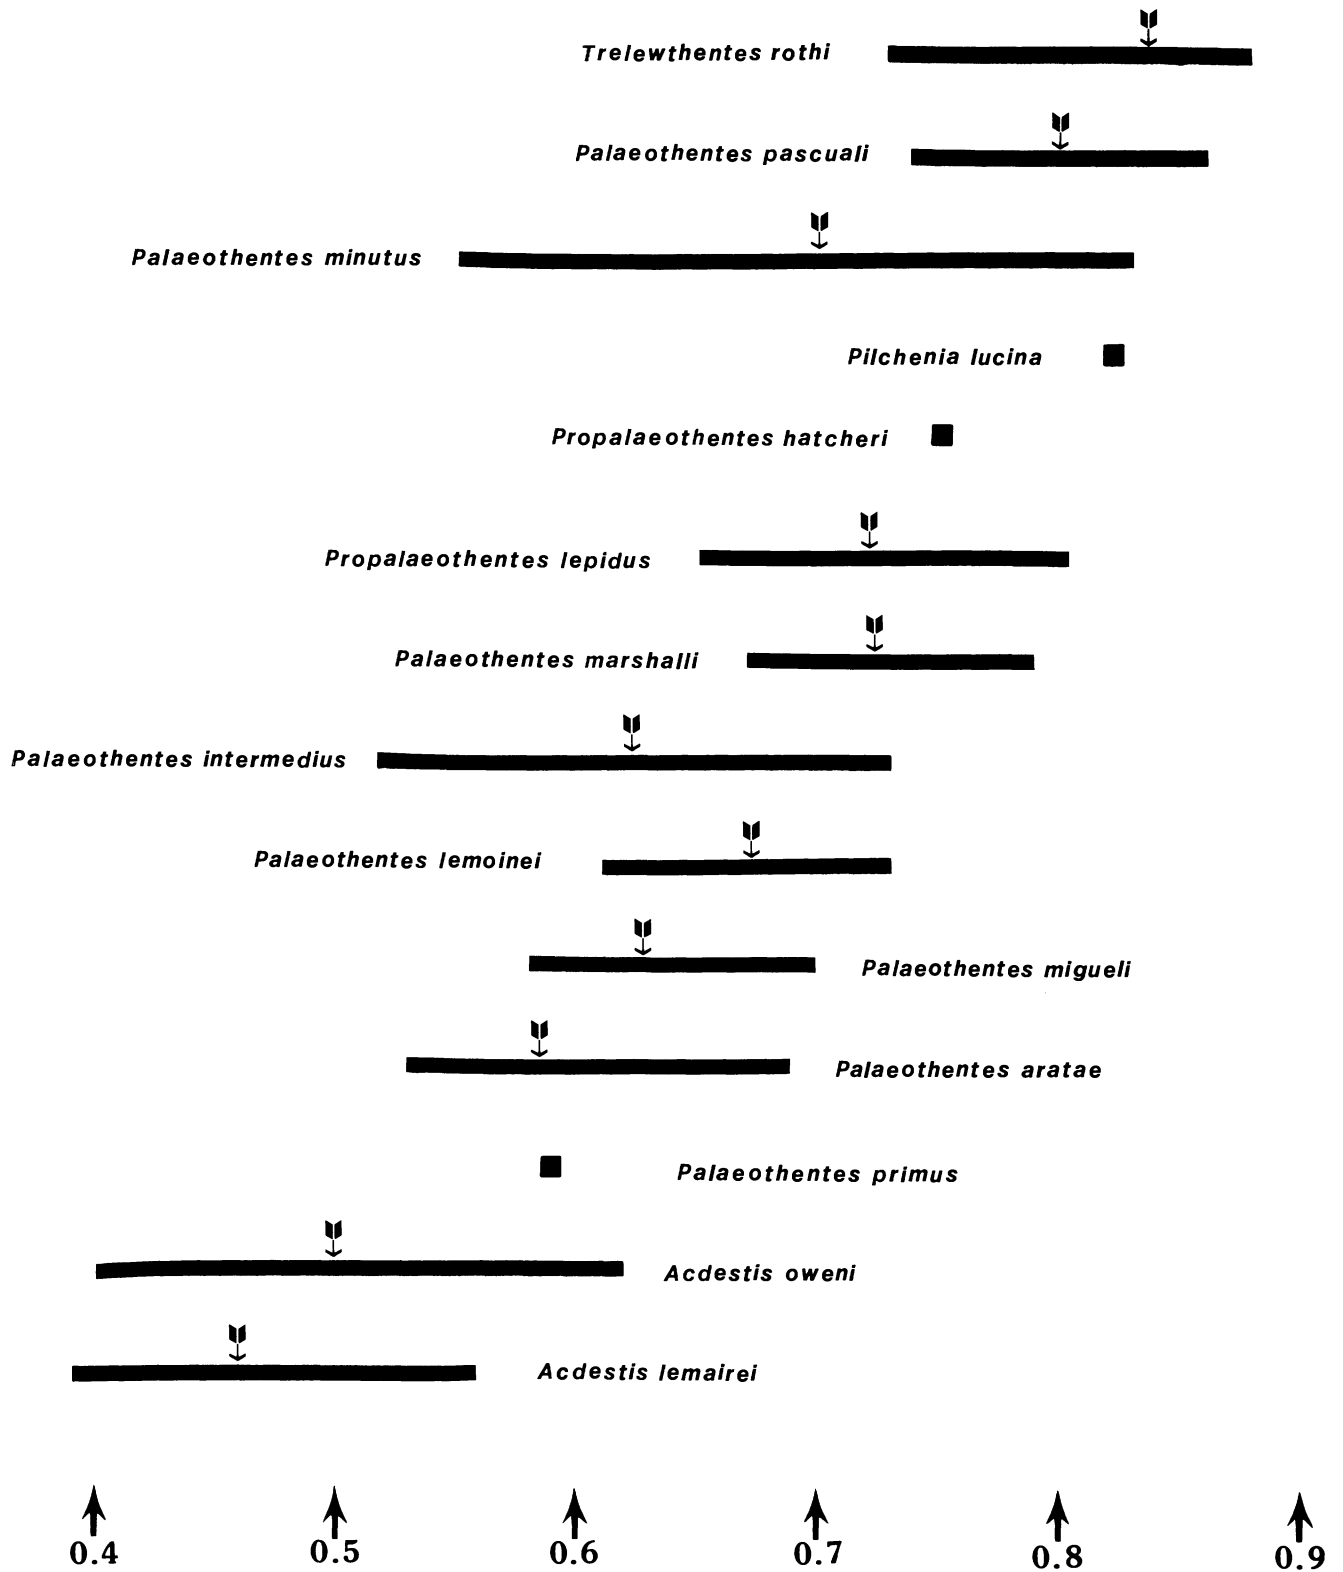 Trelewthentes rothi
Palaeothentes pascuali
Palaeothentes minutus
Pilchenia lucina
Propalaeothentes hatcheri
Propalaeothentes lepidus
Palaeothentes marshalli
Palaeothentes intermedius
Palaeothentes lemoinei
Palaeothentes migueli
Palaeothentes aratae
Palaeothentes primus
Acdestis oweni
Acdestis lemairei
0.4 0.5 0.6 0.7 0.8 0.9